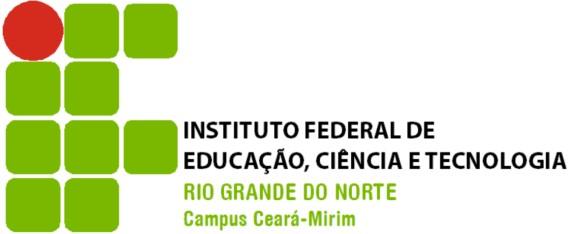 INSTITUTO FEDERAL DE
EDUCAÇÃO, CIÊNCIA E TECNOLOGIA
RIO GRANDE DO NORTE
Campus Ceará-Mirim